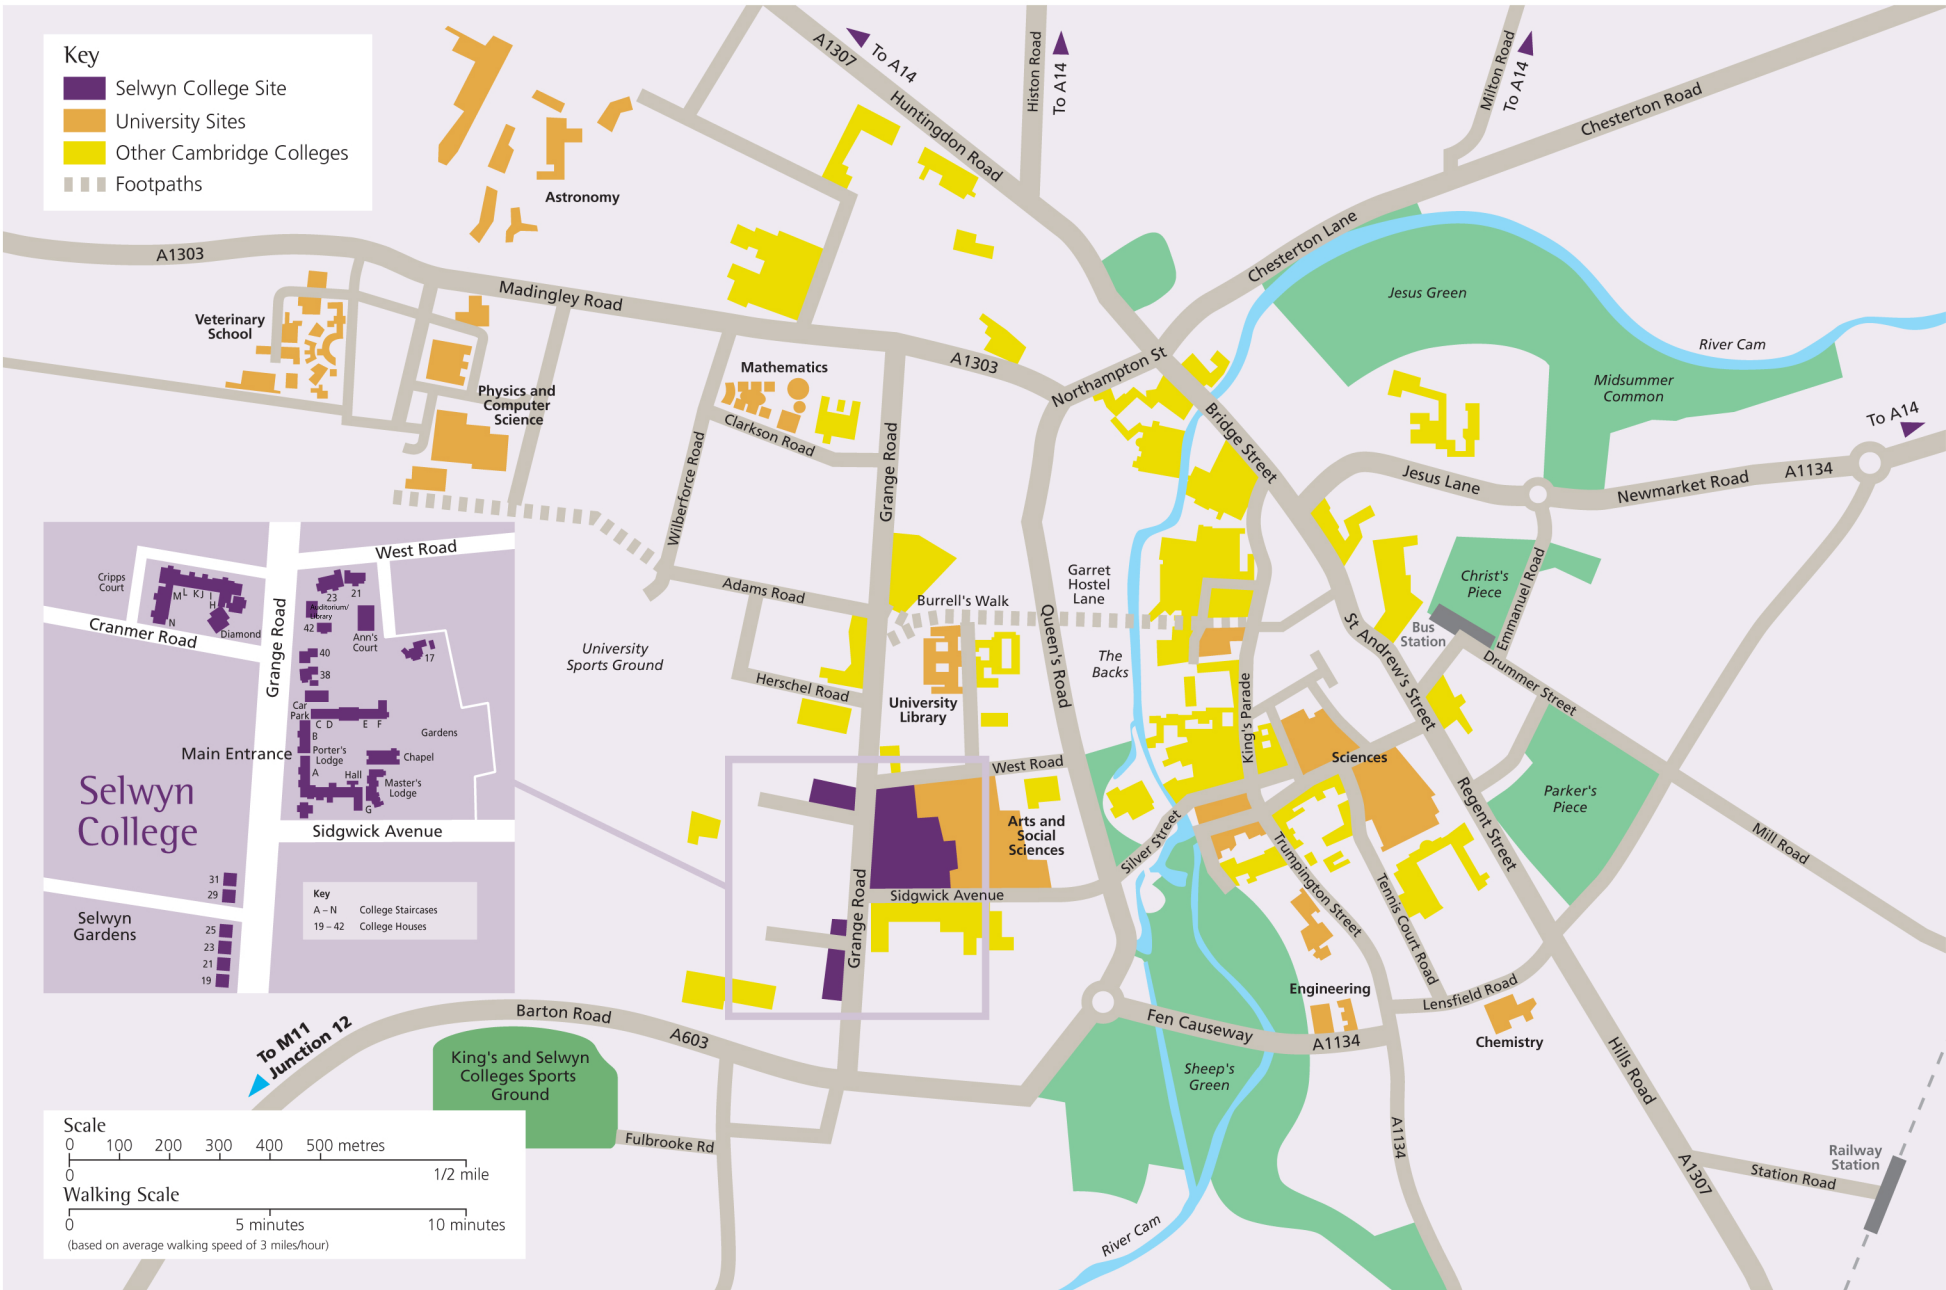 Key
Selwyn College Site
University Sites
Other Cambridge Colleges
Footpaths
A1307
To A14
Huntingdon Road
Histon Road
To A14
Milton Road
To A14
Chesterton Road
Chesterton Lane
Astronomy
A1303
Madingley Road
Veterinary
School
Physics and
Computer
Science
Mathematics
Clarkson Road
Wilberforce Road
Grange Road
A1303
Northampton St
Bridge Street
Jesus Green
River Cam
Midsummer
Common
To A14
Jesus Lane
Newmarket Road
A1134
Christ's
Piece
Emmanuel Road
Bus
Station
Drummer Street
St Andrew's Street
Garret
Hostel
Lane
Burrell's Walk
Adams Road
University
Sports Ground
Herschel Road
University
Library
Queen's Road
The
Backs
King's Parade
Sciences
West Road
Arts and
Social
Sciences
Silver Street
Sidgwick Avenue
Grange Road
Trumpington Street
Tennis Court Road
Regent Street
Parker's
Piece
Mill Road
Lensfield Road
Engineering
Chemistry
Fen Causeway
A1134
Sheep's
Green
Hills Road
A1134
A1307
Station Road
Railway
Station
River Cam
Barton Road
A603
To M11
Junction 12
King's and Selwyn
Colleges Sports
Ground
Fulbrooke Rd
West Road
Cripps
Court
M
L
K
J
I
H
N
Diamond
Cranmer Road
Grange Road
23
21
Auditorium/
Library
42
Ann's
Court
40
38
17
Car
Park
C
D
E
F
B
Gardens
Main Entrance
Porter's
Lodge
Chapel
A
Hall
Master's
Lodge
G
Selwyn
College
Sidgwick Avenue
31
29
Selwyn
Gardens
25
23
21
19
Key
A – N College Staircases
19 – 42 College Houses
Scale
0 100 200 300 400 500 metres
0 1/2 mile
Walking Scale
0 5 minutes 10 minutes
(based on average walking speed of 3 miles/hour)